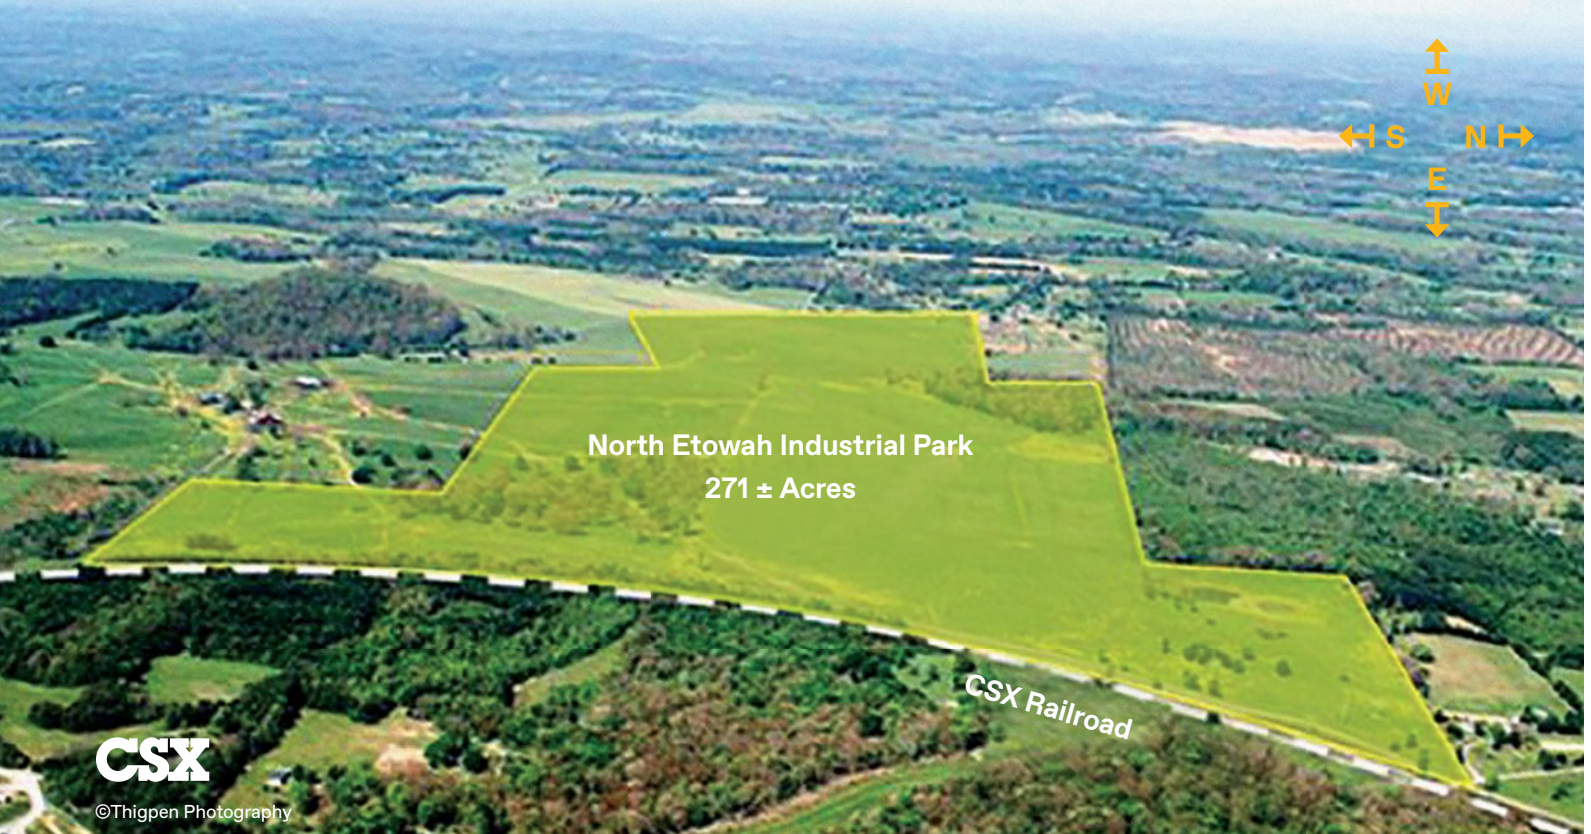 W
S N
E
North Etowah Industrial Park
271 ± Acres
CSX Railroad
CSX
©Thigpen Photography